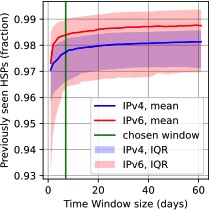 Previously seen HSPs (fraction)
0.99
0.98
0.97
0.96
0.95
0.94
0.93
IPv4, mean
IPv6, mean
chosen window
IPv4, IQR
IPv6, IQR
0
20
40
60
Time Window size (days)